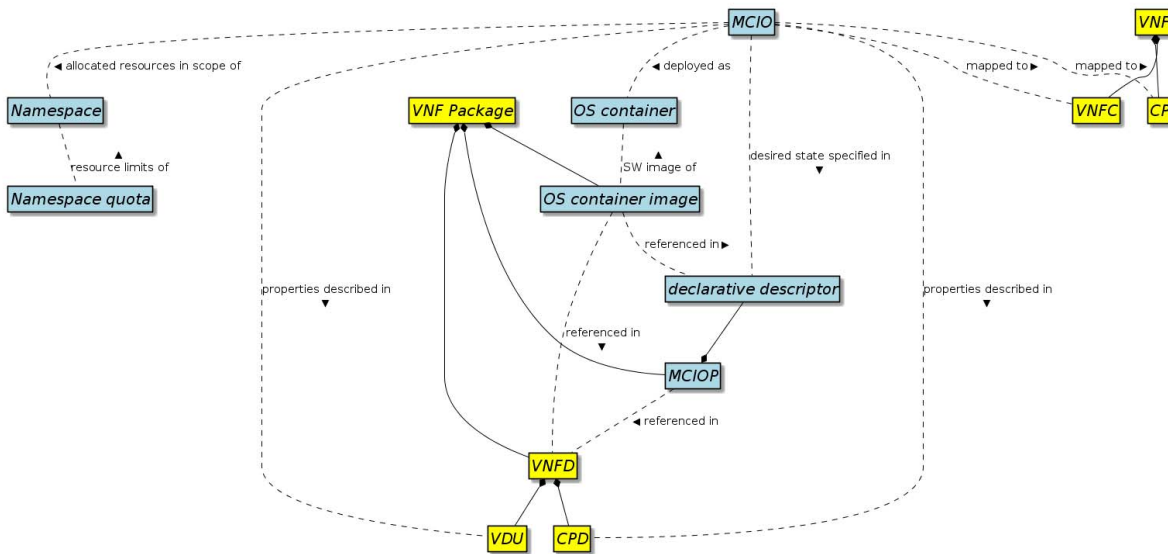 MCIO
VNF
◄ allocated resources in scope of
◄ deployed as
mapped to ►
mapped to ►
Namespace
VNF Package
OS container
VNFC
CP
▲
resource limits of
▲
SW image of
desired state specified in
▼
Namespace quota
OS container image
referenced in ►
properties described in
▼
declarative descriptor
properties described in
▼
referenced in
▼
MCIOP
◄ referenced in
VNFD
VDU
CPD